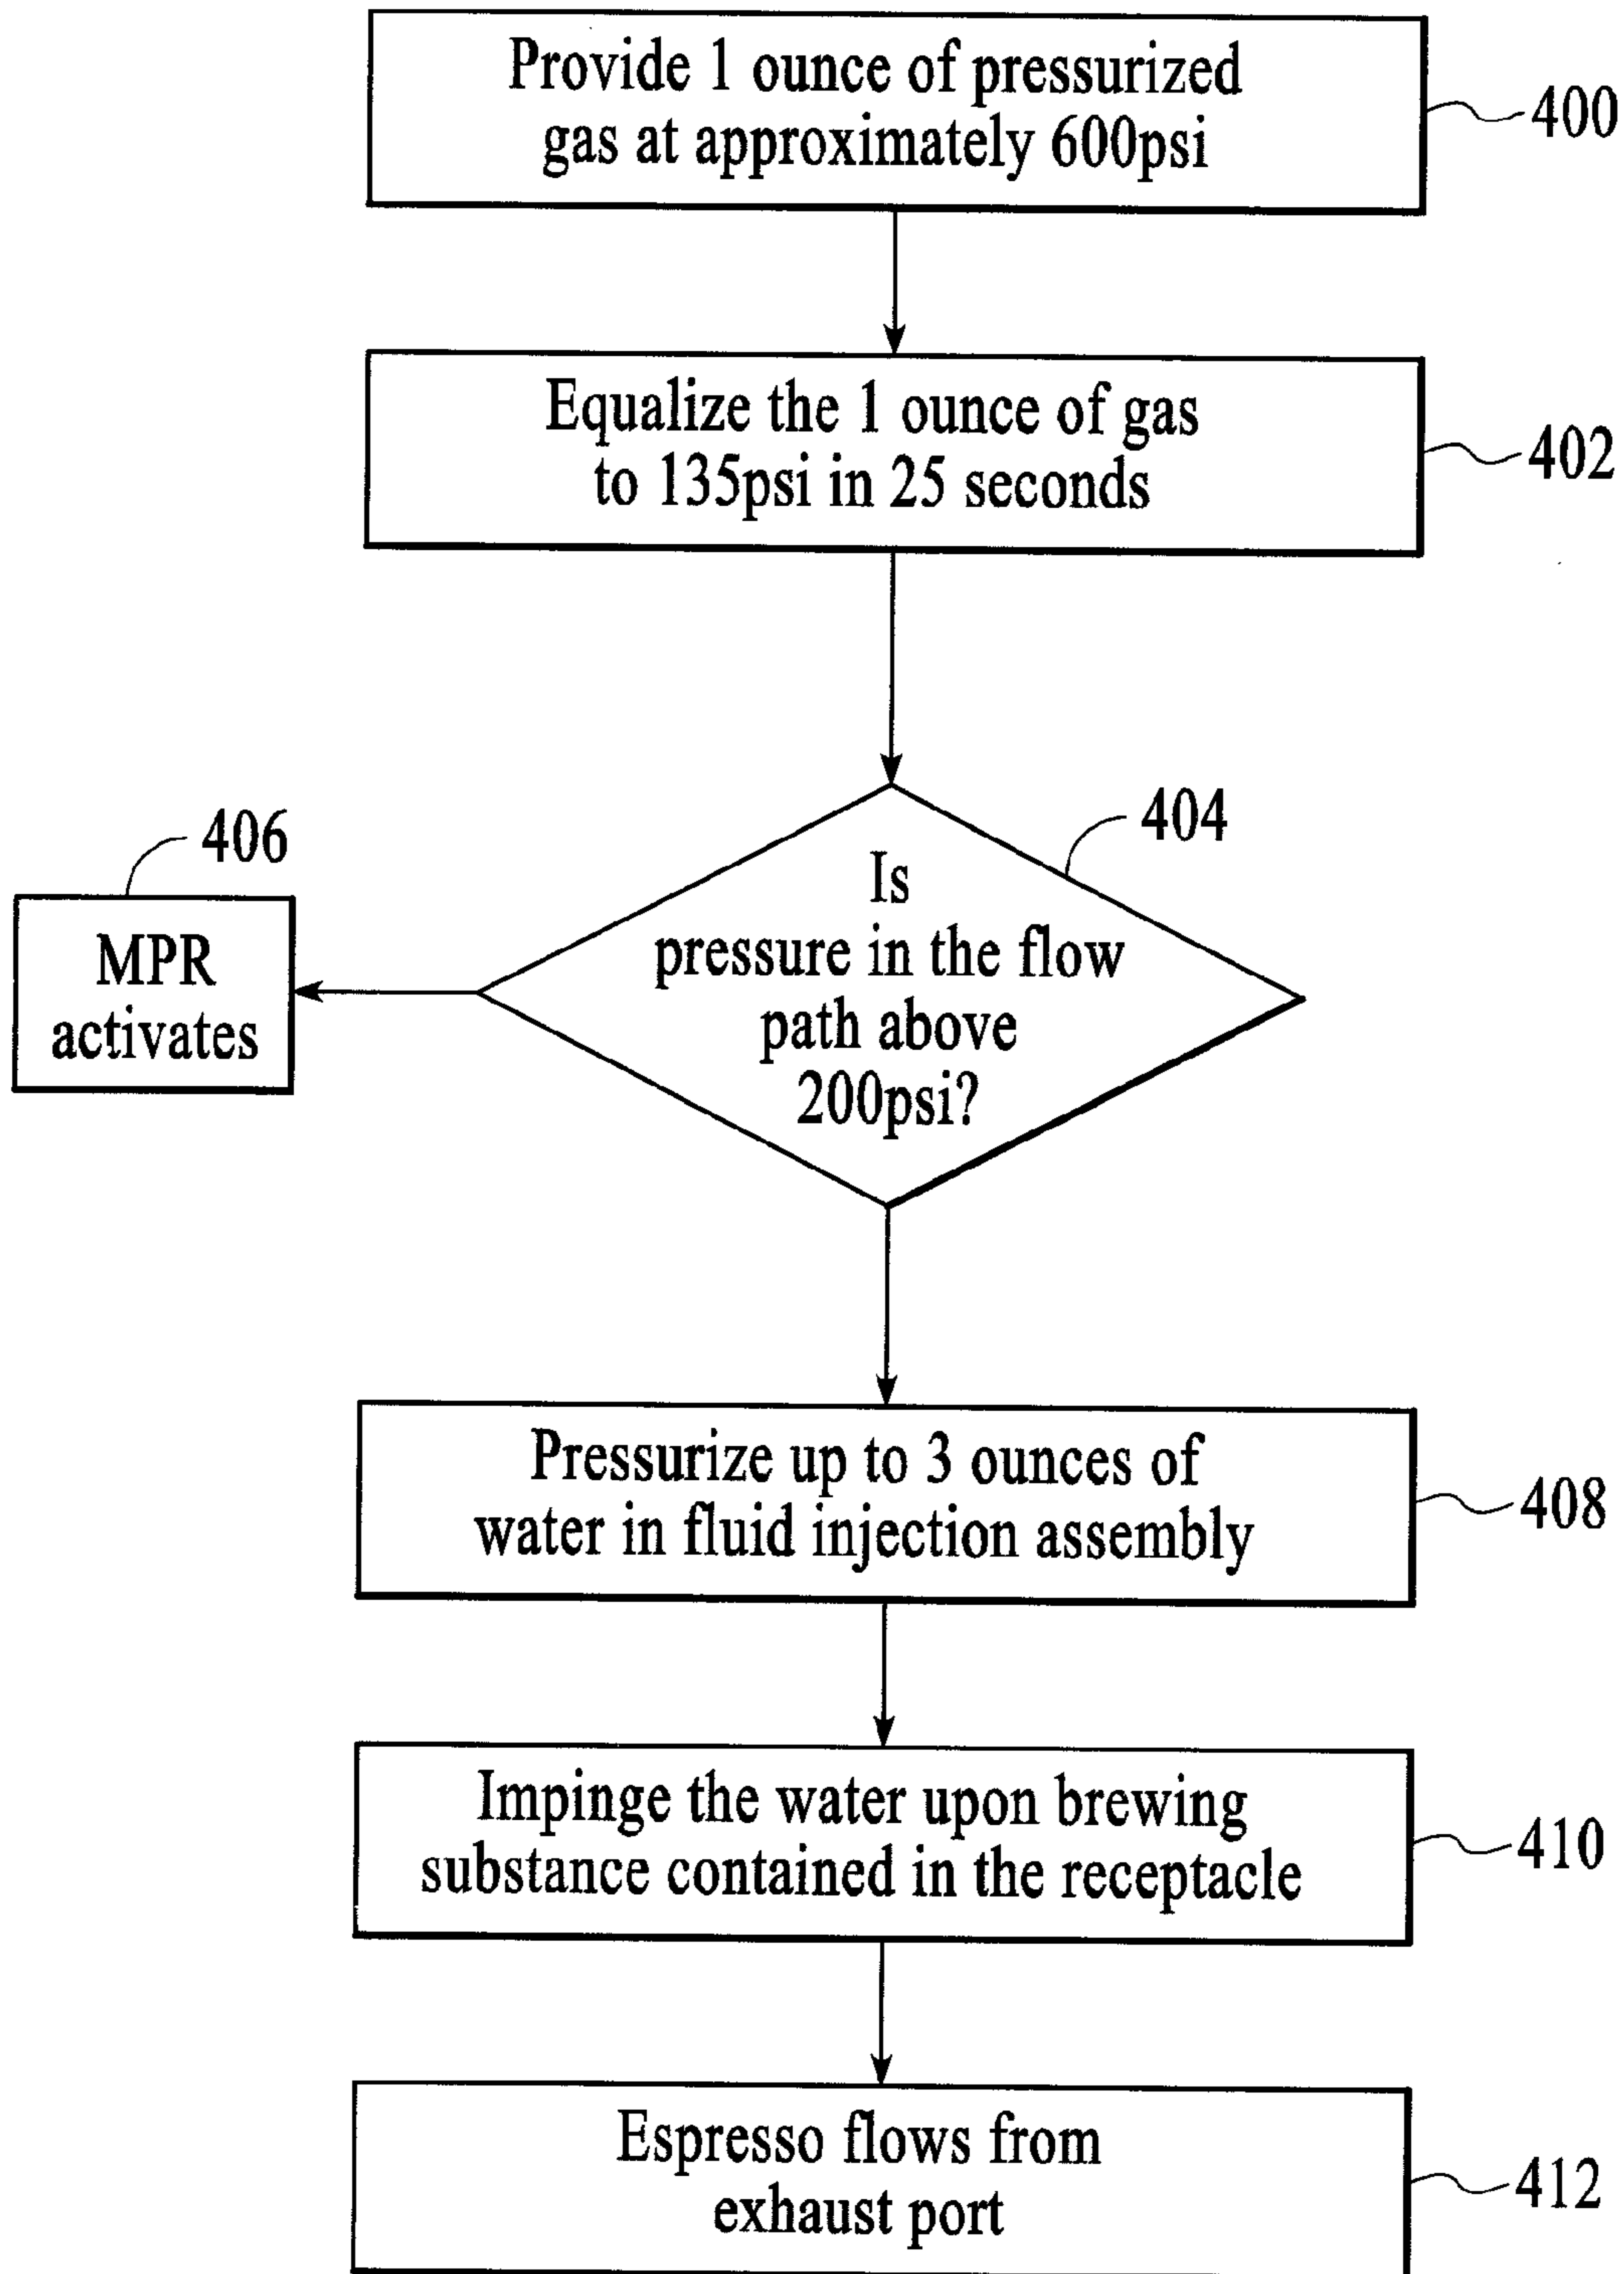 Provide 1 ounce of pressurized
gas at approximately 600psi
400
Equalize the 1 ounce of gas
to 135psi in 25 seconds
402
404
Is
pressure in the flow
path above
200psi?
406
MPR
activates
Pressurize up to 3 ounces of
water in fluid injection assembly
408
Impinge the water upon brewing
substance contained in the receptacle
410
Espresso flows from
exhaust port
412